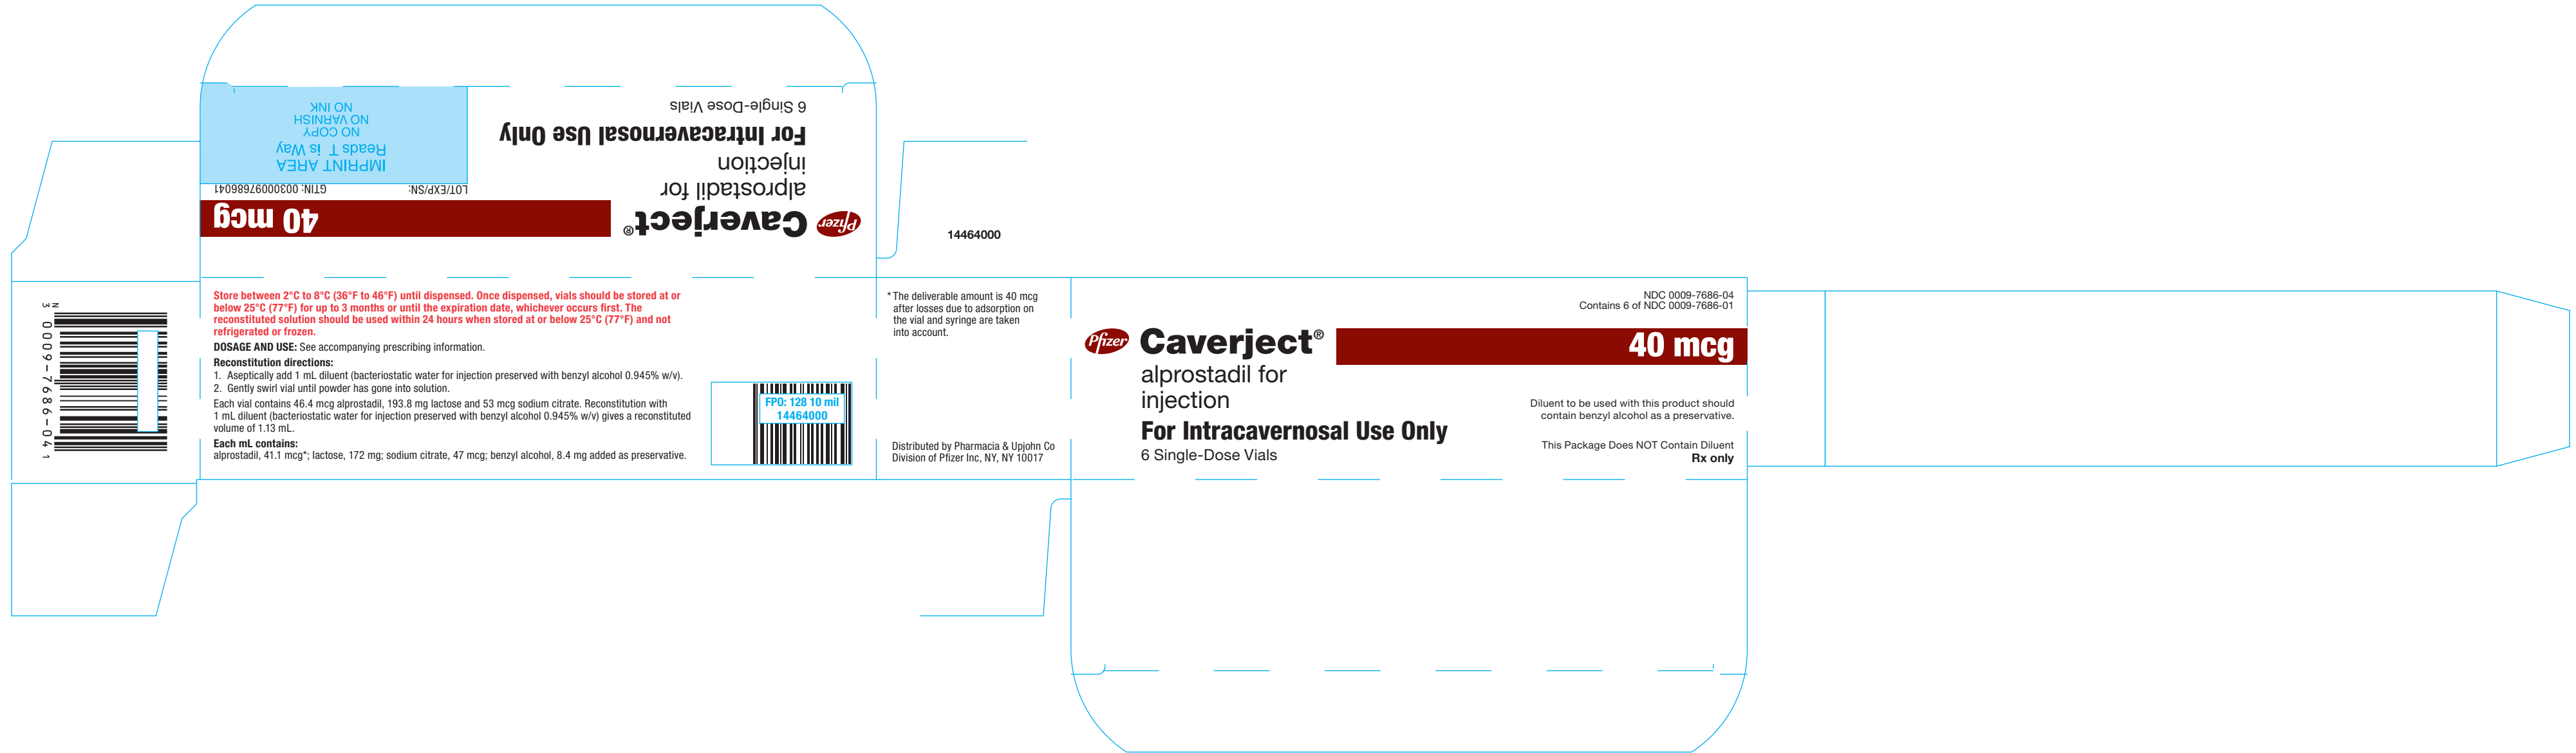 6 Single-Dose Vials
For Intracavernosal Use Only
injection
alprostadil for
Caverject®
Pfizer
40 mcg
LOT/EXP/SN:
GTIN: 00300097686041
IMPRINT AREA
Reads T is Way
NO COPY
NO VARNISH
NO INK
14464000
N
3 0009-7686-04 1
Store between 2°C to 8°C (36°F to 46°F) until dispensed. Once dispensed, vials should be stored at or
below 25°C (77°F) for up to 3 months or until the expiration date, whichever occurs first. The
reconstituted solution should be used within 24 hours when stored at or below 25°C (77°F) and not
refrigerated or frozen.
DOSAGE AND USE: See accompanying prescribing information.
Reconstitution directions:
1. Aseptically add 1 mL diluent (bacteriostatic water for injection preserved with benzyl alcohol 0.945% w/v).
2. Gently swirl vial until powder has gone into solution.
Each vial contains 46.4 mcg alprostadil, 193.8 mg lactose and 53 mcg sodium citrate. Reconstitution with
1 mL diluent (bacteriostatic water for injection preserved with benzyl alcohol 0.945% w/v) gives a reconstituted
volume of 1.13 mL.
Each mL contains:
alprostadil, 41.1 mcg*; lactose, 172 mg; sodium citrate, 47 mcg; benzyl alcohol, 8.4 mg added as preservative.
FPO: 128 10 mil
14464000
*The deliverable amount is 40 mcg
after losses due to adsorption on
the vial and syringe are taken
into account.
Distributed by Pharmacia & Upjohn Co
Division of Pfizer Inc, NY, NY 10017
NDC 0009-7686-04
Contains 6 of NDC 0009-7686-01
Pfizer
Caverject®
40 mcg
alprostadil for
injection
For Intracavernosal Use Only
6 Single-Dose Vials
Diluent to be used with this product should
contain benzyl alcohol as a preservative.
This Package Does NOT Contain Diluent
Rx only